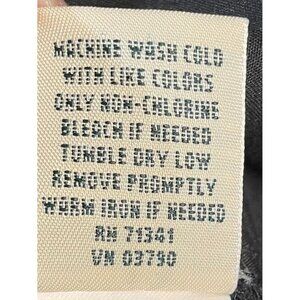 MACHINE WASH COLD
WITH LIKE COLORS
ONLY NON-CHLORINE
BLEACH IF NEEDED
TUMBLE DRY LOW
REMOVE PROMPTLY
WARM IRON IF NEEDED
RN 71341
VN 03790